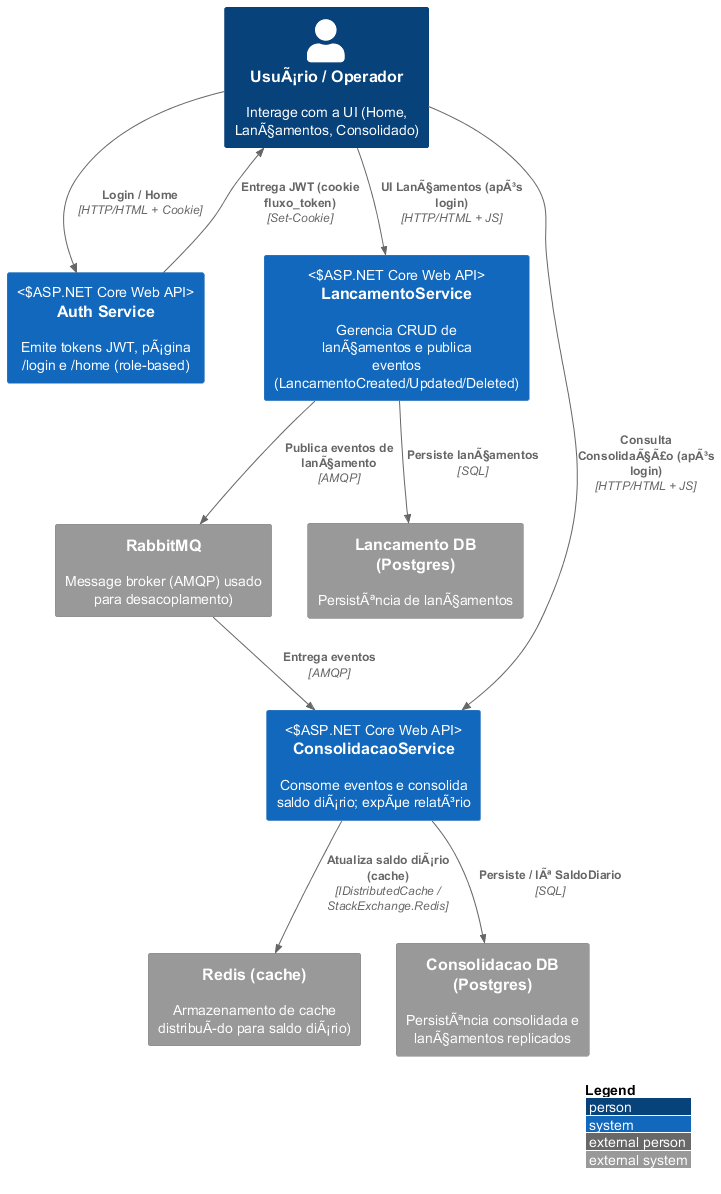 UsuÃ¡rio / Operador
Interage com a UI (Home,
LanÃ§amentos, Consolidado)
Login / Home
[HTTP/HTML + Cookie]
Entrega JWT (cookie
fluxo_token)
[Set-Cookie]
UI LanÃ§amentos (apÃ³s
login)
[HTTP/HTML + JS]
<$ASP.NET Core Web API>
Auth Service
Emite tokens JWT, pÃ¡gina
/login e /home (role-based)
<$ASP.NET Core Web API>
LancamentoService
Gerencia CRUD de
lanÃ§amentos e publica
eventos
(LancamentoCreated/Updated/Deleted)
Consulta
ConsolidaÃ§Ã£o (apÃ³s
login)
[HTTP/HTML + JS]
Publica eventos de
lanÃ§amento
[AMQP]
Persiste lanÃ§amentos
[SQL]
RabbitMQ
Message broker (AMQP) usado
para desacoplamento)
Lancamento DB
(Postgres)
PersistÃªncia de lanÃ§amentos
Entrega eventos
[AMQP]
<$ASP.NET Core Web API>
ConsolidacaoService
Consome eventos e consolida
saldo diÃ¡rio; expÃµe relatÃ³rio
Atualiza saldo diÃ¡rio
(cache)
[IDistributedCache /
StackExchange.Redis]
Persiste / lÃª SaldoDiario
[SQL]
Redis (cache)
Armazenamento de cache
distribuÃ-do para saldo diÃ¡rio)
Consolidacao DB
(Postgres)
PersistÃªncia consolidada e
lanÃ§amentos replicados
Legend
person
system
external person
external system